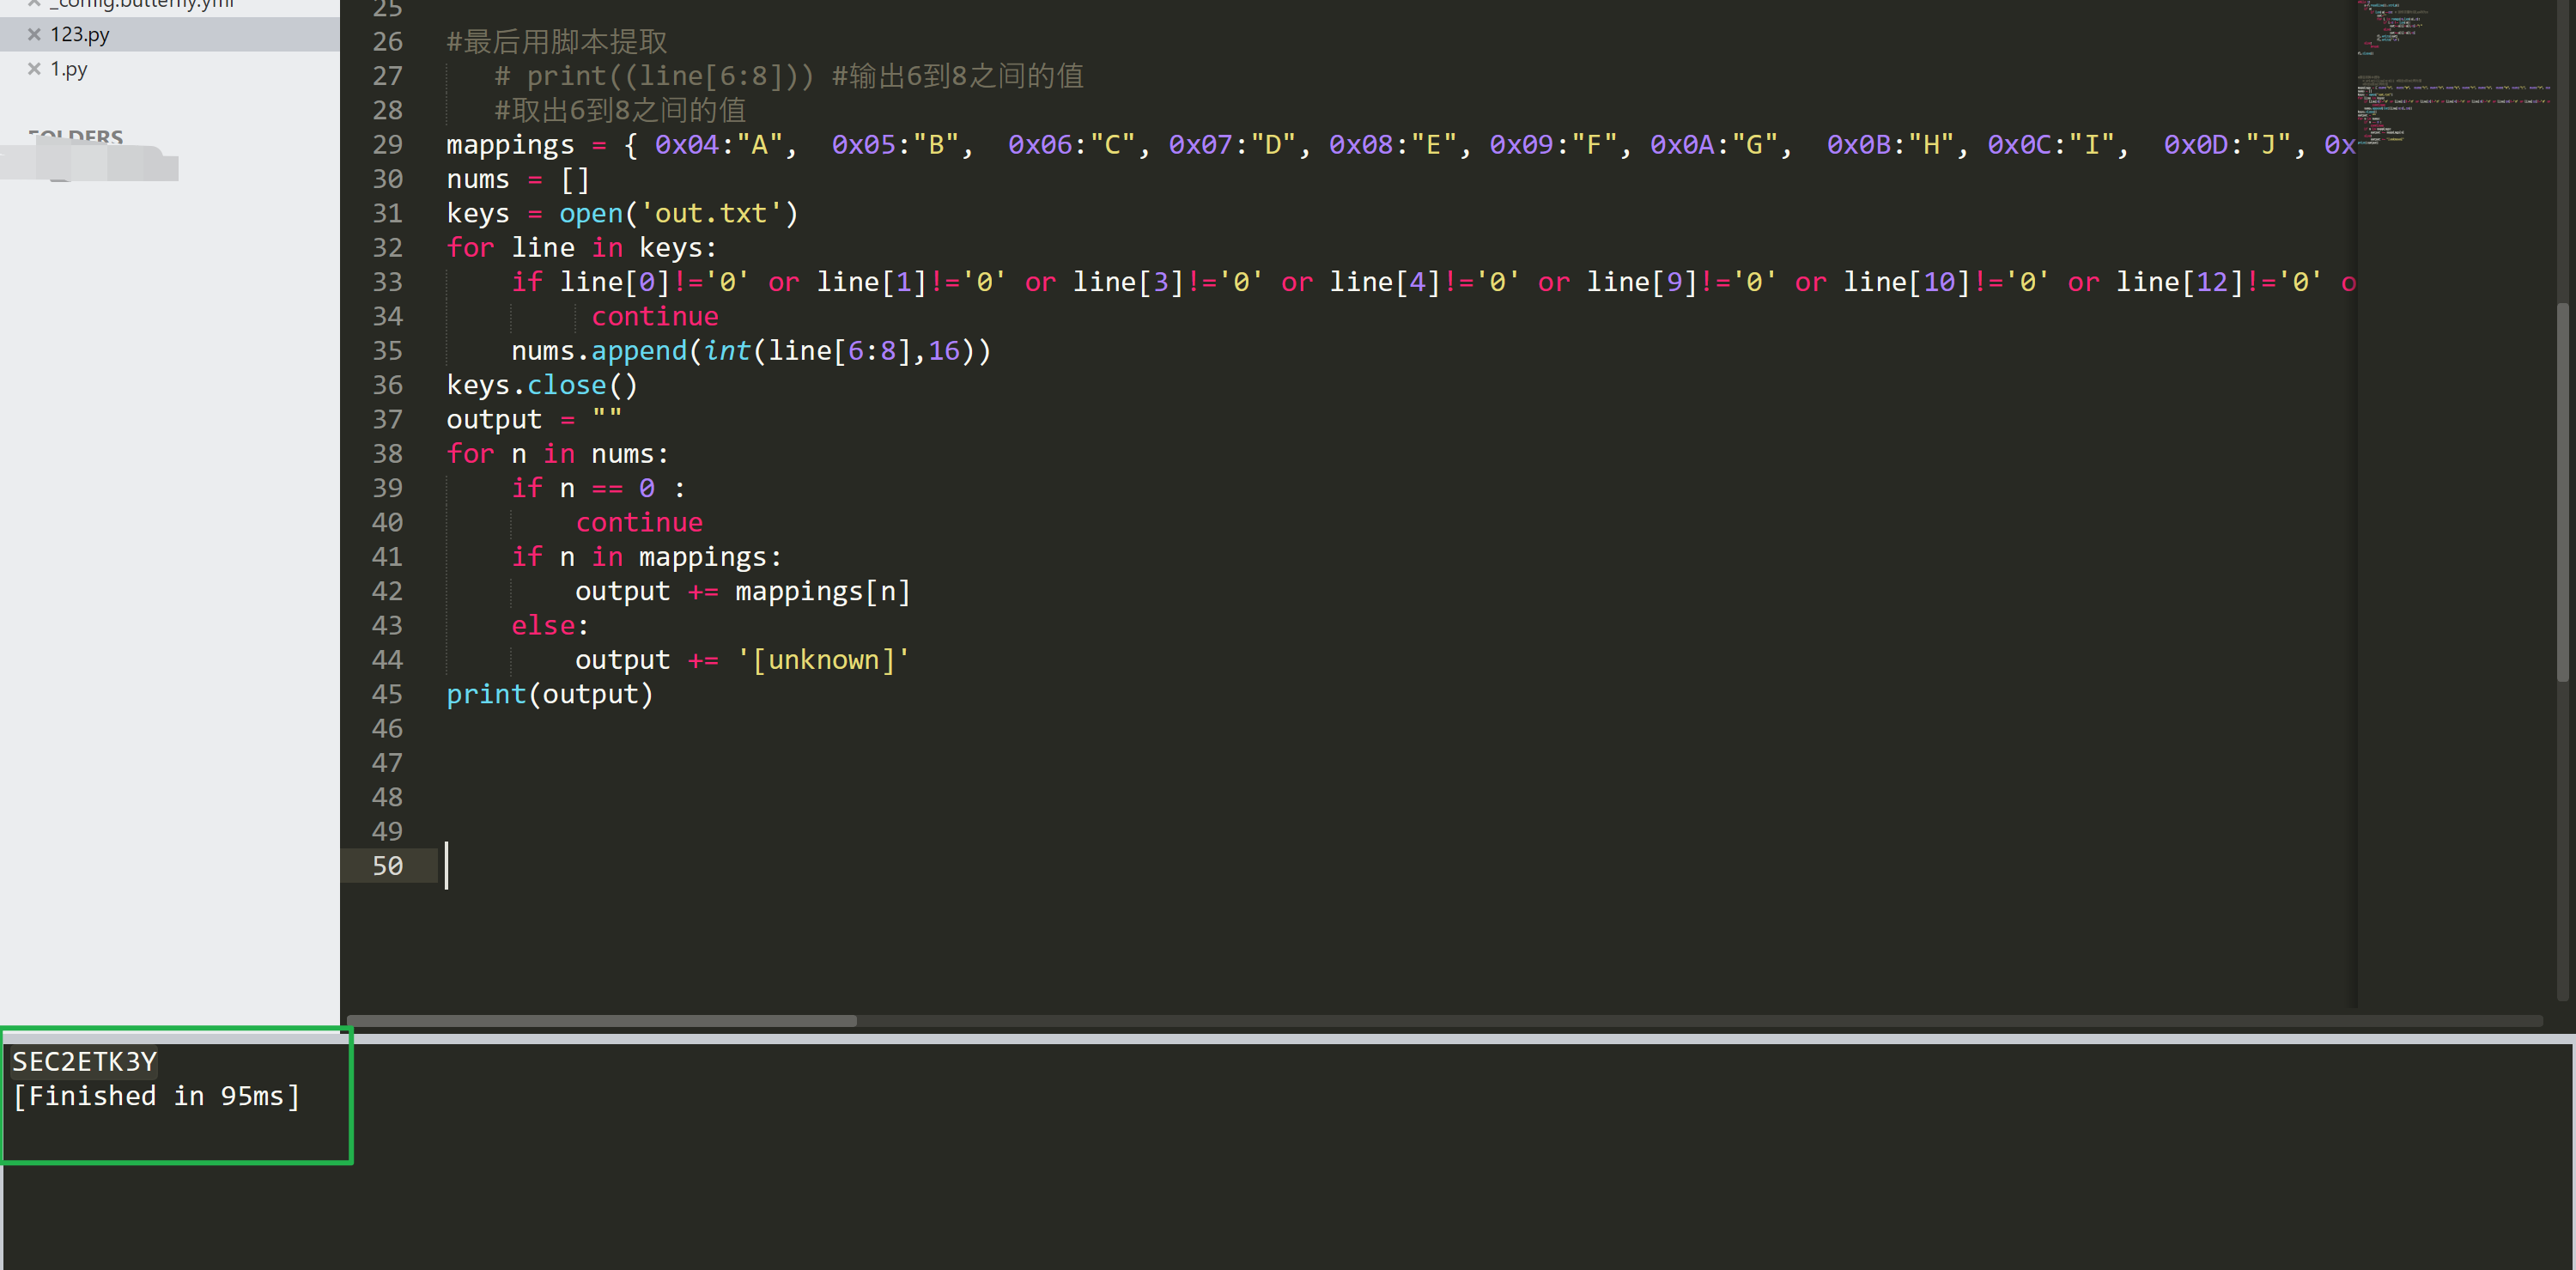 _config.butterfly.yml
123.py
1.py
FOLDERS
25
26 #最后用脚本提取
27 # print((line[6:8])) #输出6到8之间的值
28 #取出6到8之间的值
29 mappings = { 0x04:"A",  0x05:"B",  0x06:"C", 0x07:"D", 0x08:"E", 0x09:"F", 0x0A:"G",  0x0B:"H", 0x0C:"I",  0x0D:"J", 0x
30 nums = []
31 keys = open('out.txt')
32 for line in keys:
33     if line[0]!='0' or line[1]!='0' or line[3]!='0' or line[4]!='0' or line[9]!='0' or line[10]!='0' or line[12]!='0' o
34          continue
35     nums.append(int(line[6:8],16))
36 keys.close()
37 output = ""
38 for n in nums:
39     if n == 0 :
40         continue
41     if n in mappings:
42         output += mappings[n]
43     else:
44         output += '[unknown]'
45 print(output)
46
47
48
49
50
SEC2ETK3Y
[Finished in 95ms]